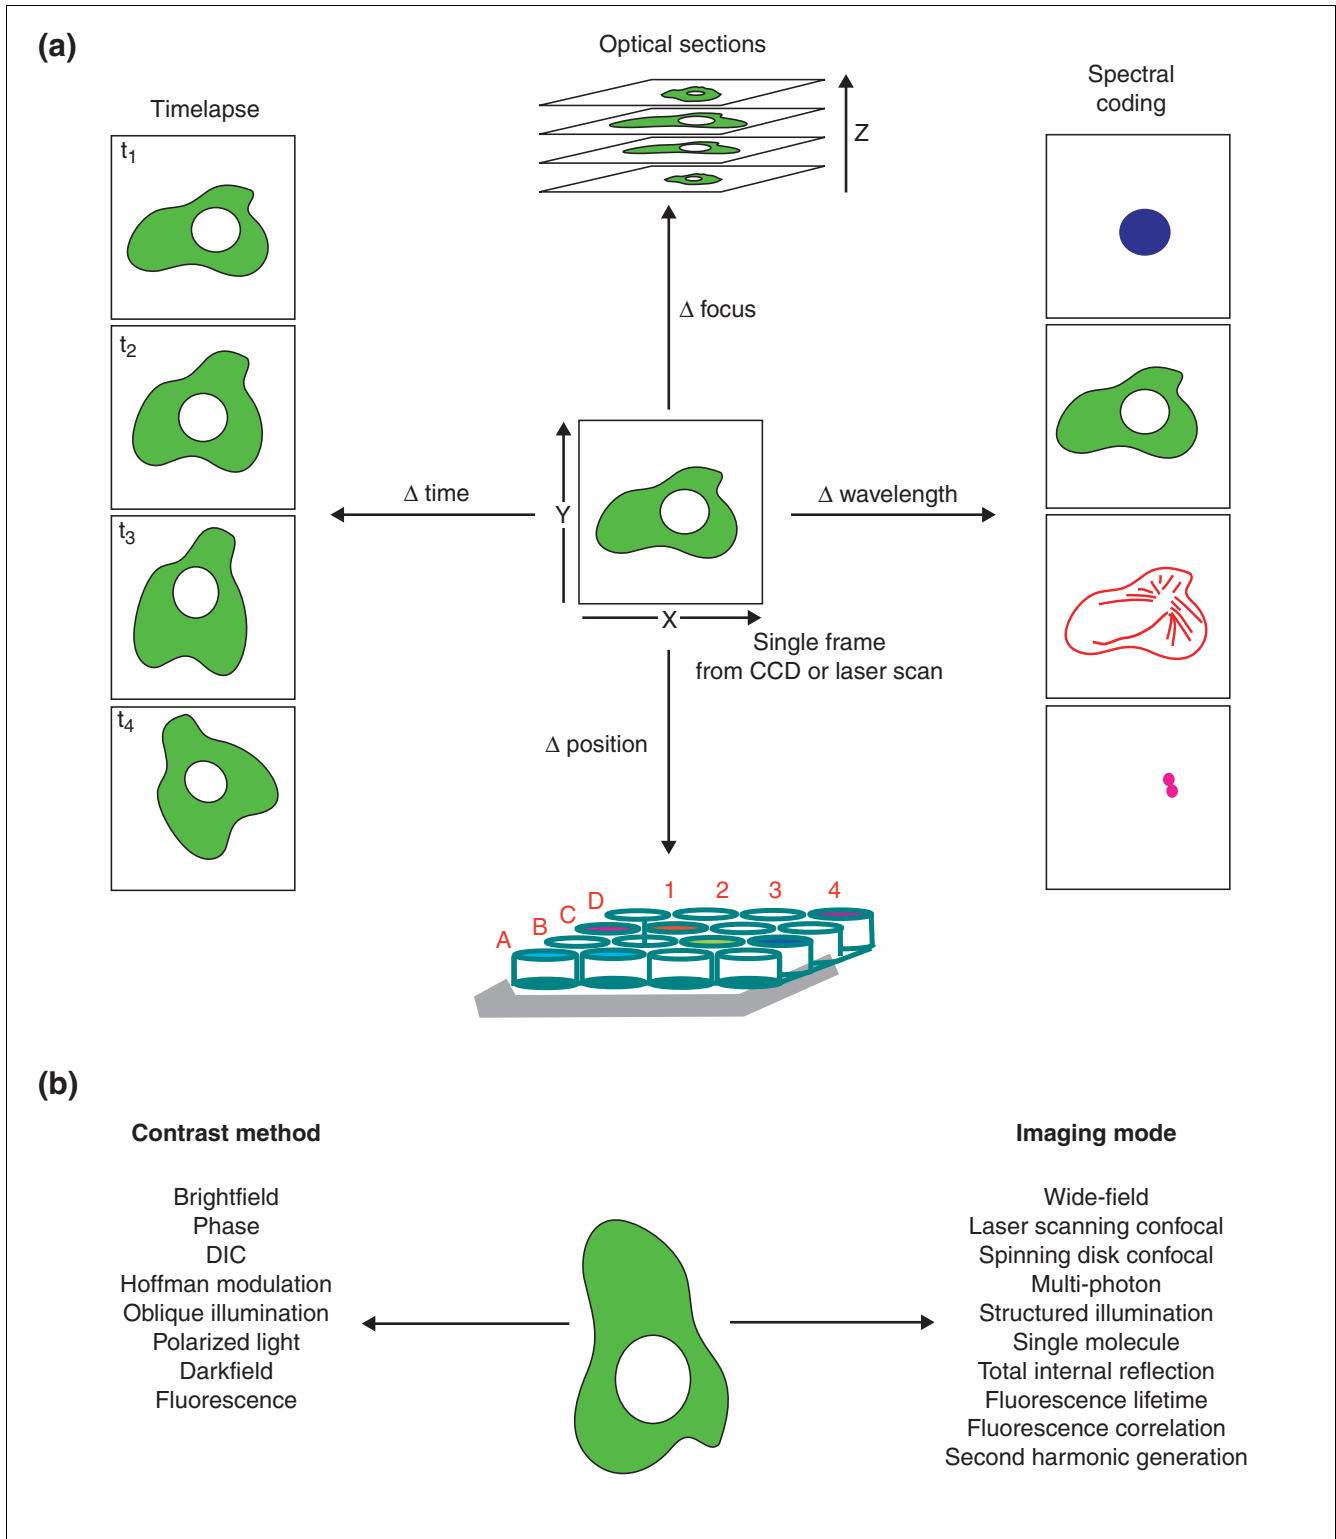 (a)
Optical sections
Spectral
coding
Timelapse
t1
Z
t2
Δ focus
Δ time
Y
Δ wavelength
t3
X
Single frame
from CCD or laser scan
t4
Δ position
A B C D 1 2 3 4
(b)
Contrast method
Brightfield
Phase
DIC
Hoffman modulation
Oblique illumination
Polarized light
Darkfield
Fluorescence
Imaging mode
Wide-field
Laser scanning confocal
Spinning disk confocal
Multi-photon
Structured illumination
Single molecule
Total internal reflection
Fluorescence lifetime
Fluorescence correlation
Second harmonic generation